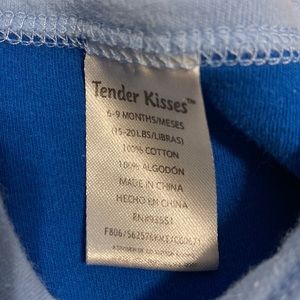 Tender Kisses™
6-9 MONTHS/MESES
(15-20 LBS/LIBRAS)
100% COTTON
100% ALGODÓN
MADE IN CHINA
HECHO EN CHINA